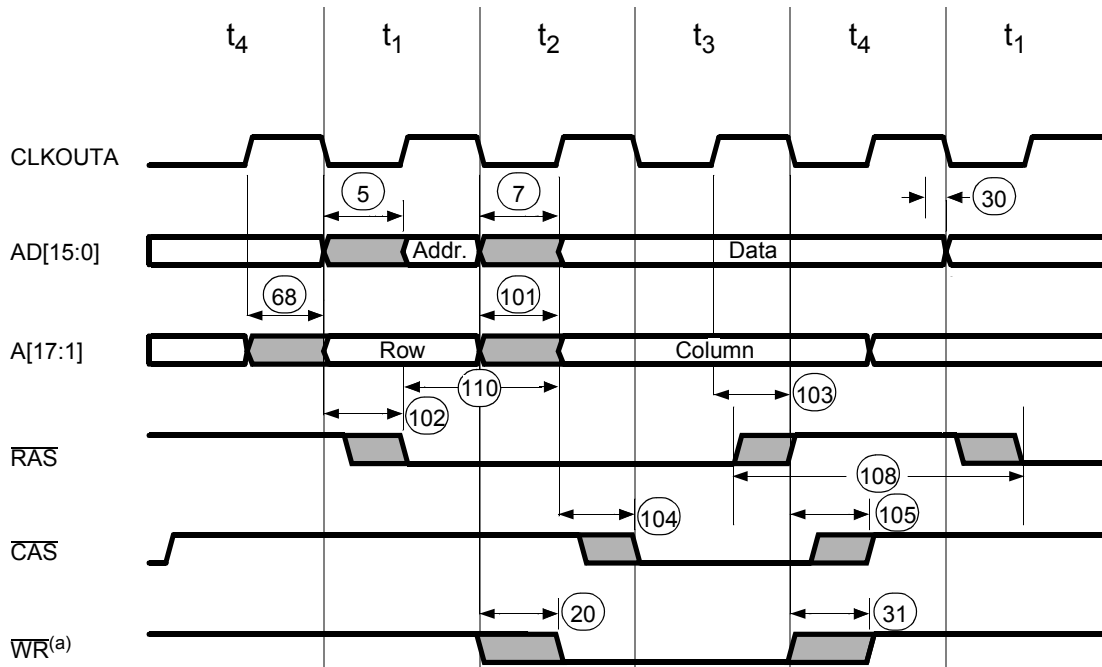 t4 t1 t2 t3 t4 t1
CLKOUTA
5 7 30
AD[15:0] Addr. Data
68 101
A[17:1] Row Column
110 103
102
RAS
108
104 105
CAS
20 31
WR(a)